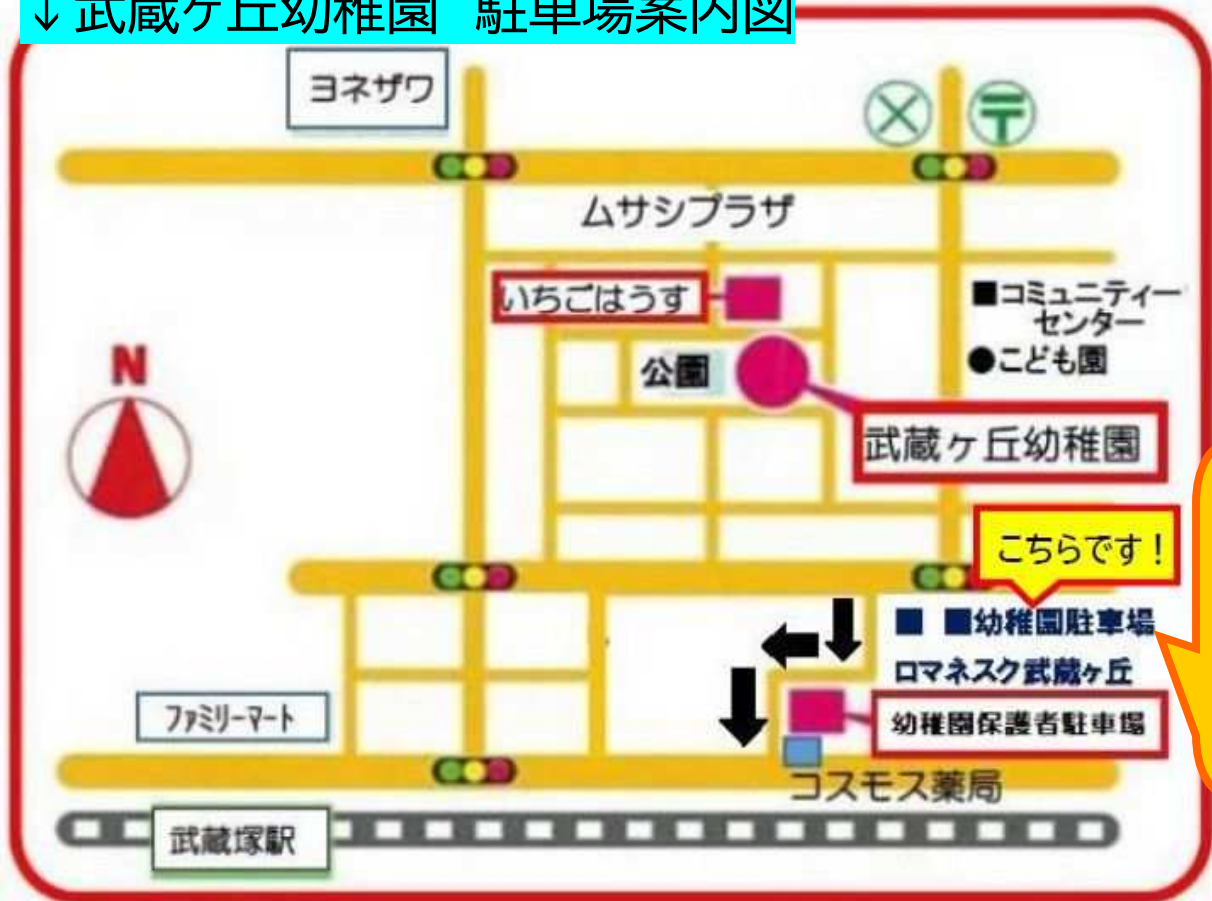 ↓武蔵ケ丘幼稚園 駐車場案内図
ヨネザワ
ムサシプラザ
いちごはうす
■コミュニティー
センター
●こども園
N
公園
武蔵ヶ丘幼稚園
こちらです!
■ ■幼稚園駐車場
ロマネスク武蔵ヶ丘
ファミリーマート
幼稚園保護者駐車場
コスモス薬局
武蔵塚駅